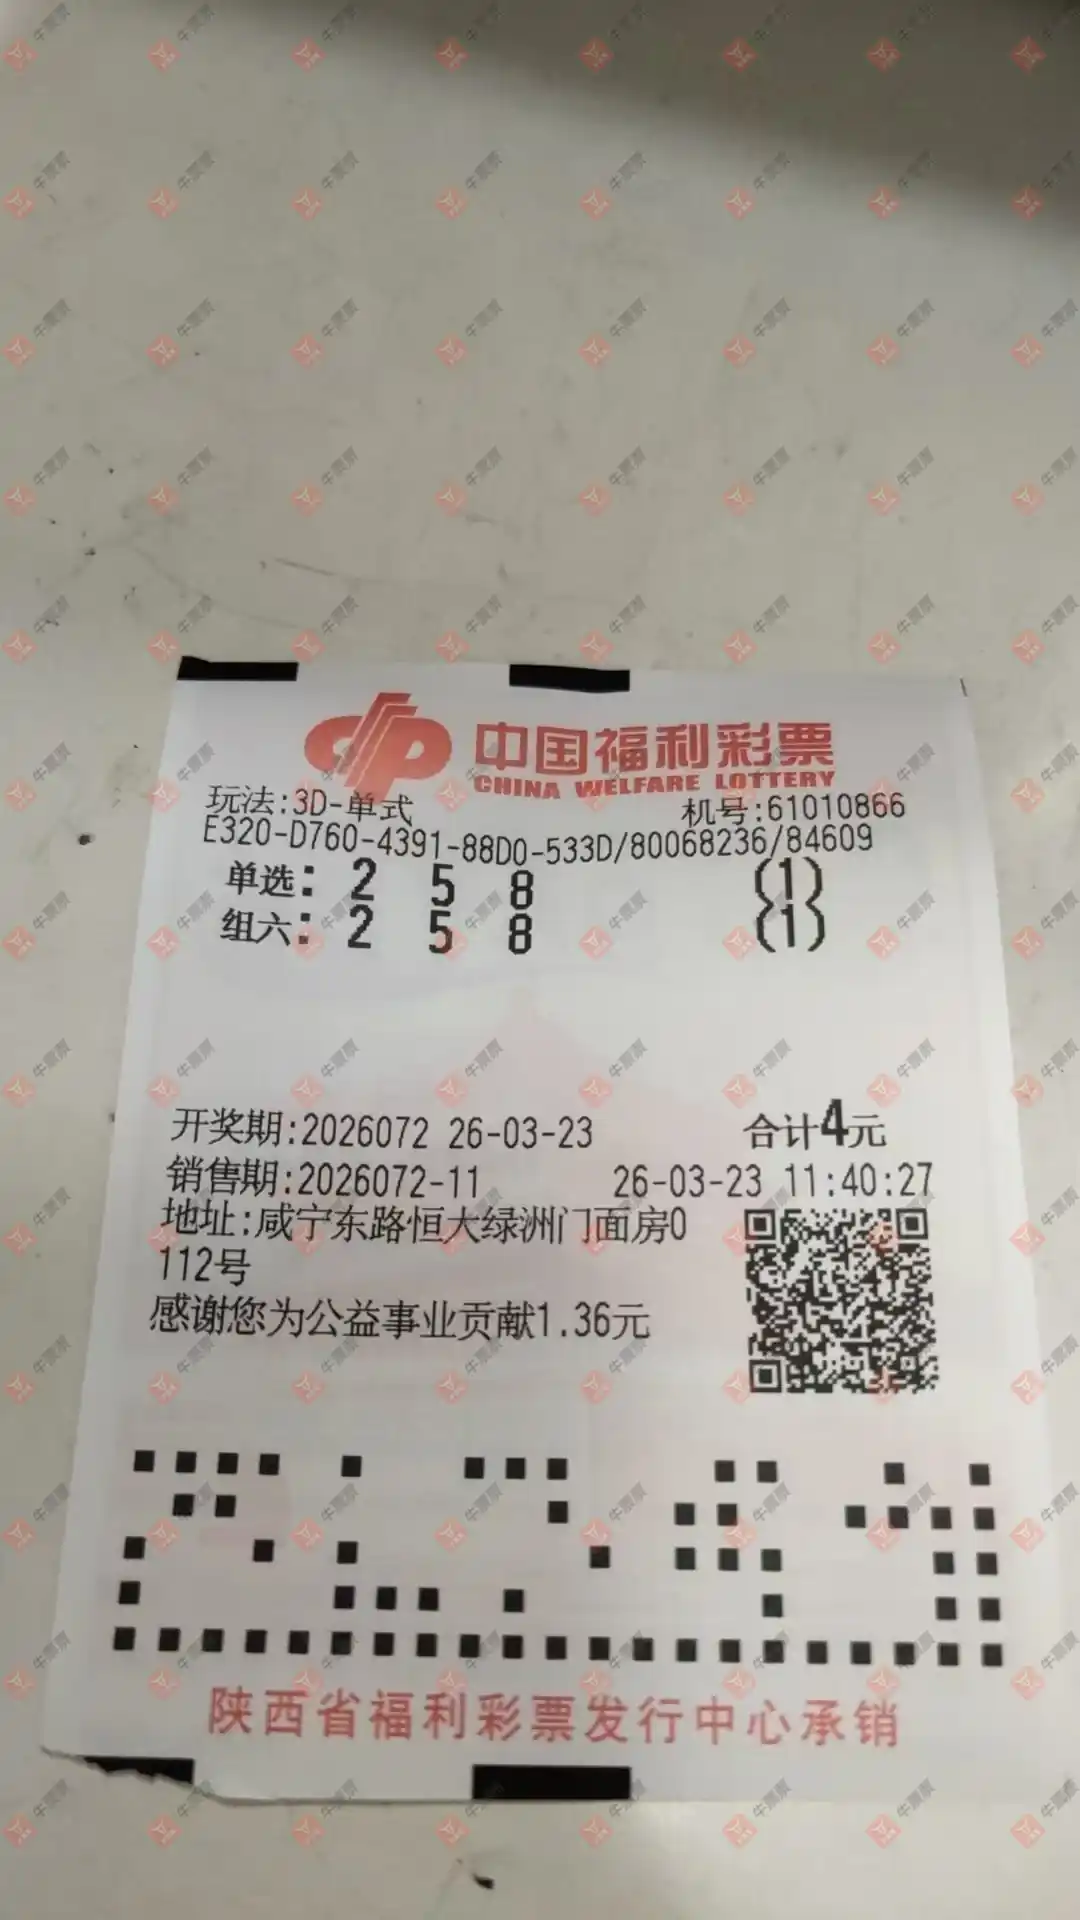 中国福利彩票
CHINA WELFARE LOTTERY
玩法:3D-单式 机号:61010866
E320-D760-4391-88D0-533D/80068236/84609
单选: 2 5 8 (1)
组六: 2 5 8 (1)
开奖期:2026072 26-03-23 合计4元
销售期:2026072-11 26-03-23 11:40:27
地址:咸宁东路恒大绿洲门面房0
112号
感谢您为公益事业贡献1.36元
陕西省福利彩票发行中心承销
牛票票